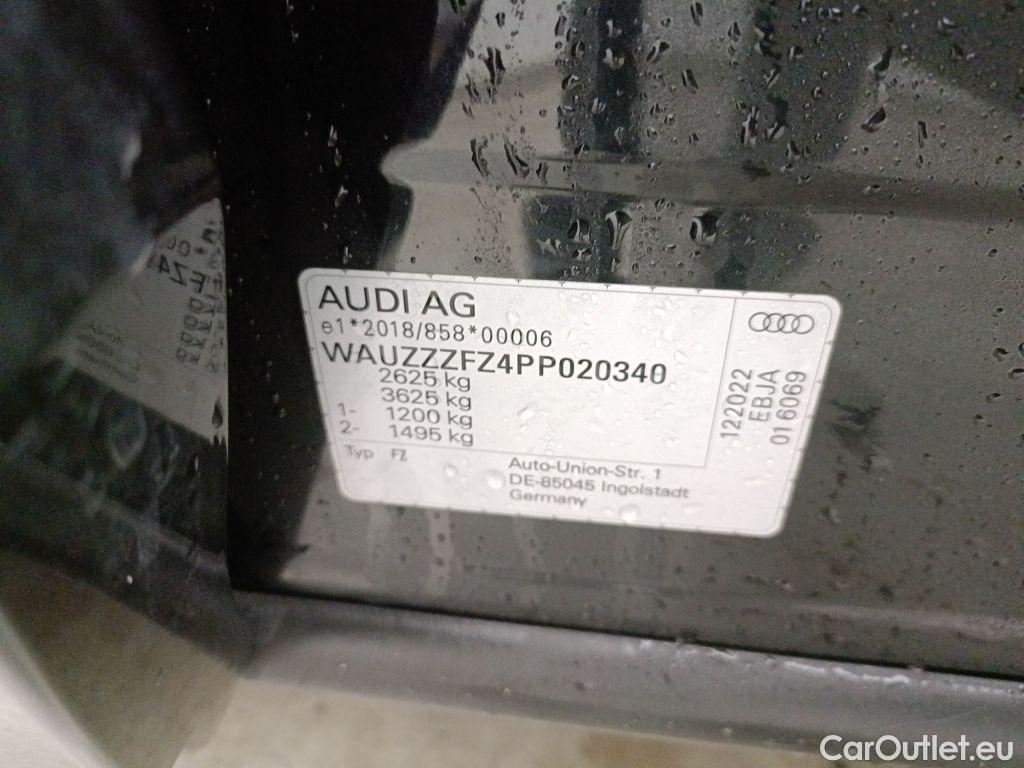 AUDI AG
e1*2018/858*00006
WAUZZZFZ4PP020340
2625 kg
3625 kg
1- 1200 kg
2- 1495 kg
Typ FZ
Auto-Union-Str. 1
DE-85045 Ingolstadt
Germany
122022
EBJA
016069
CarOutlet.eu